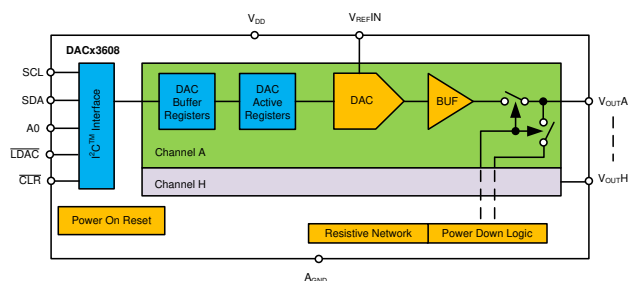 V_DD
V_REFIN
DACx3608
SCL
SDA
A0
LDAC
CLR
I²C™ Interface
DAC Buffer Registers
DAC Active Registers
DAC
BUF
V_OUTA
Channel A
Channel H
V_OUTH
Power On Reset
Resistive Network
Power Down Logic
A_GND